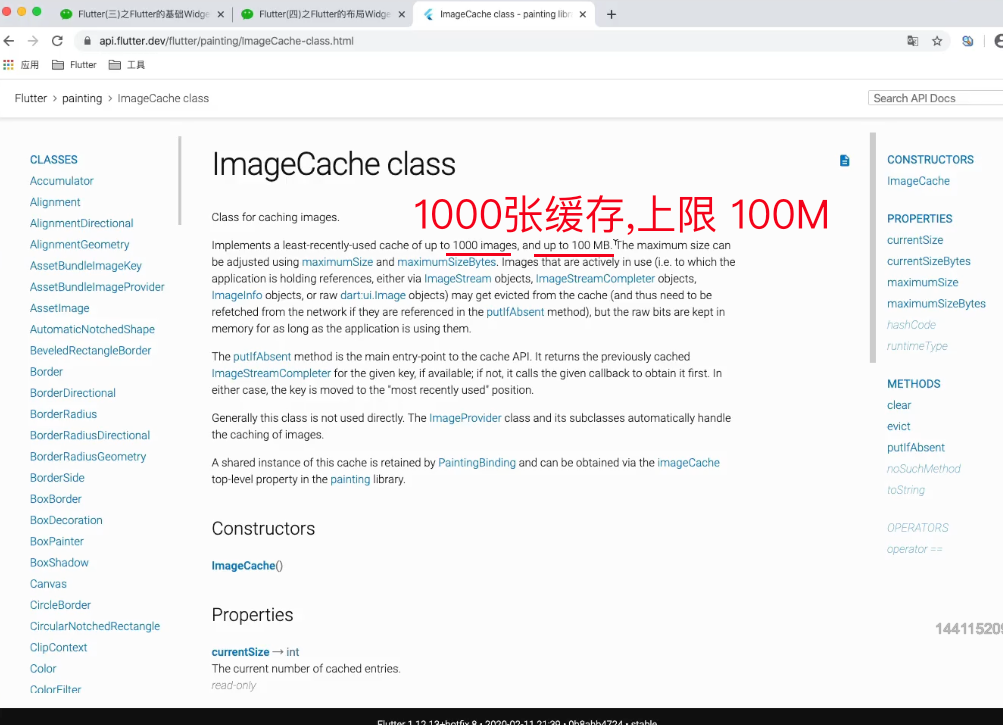 Flutter(三)之Flutter的基础Widge
Flutter(四)之Flutter的布局Widge
ImageCache class - painting libr
api.flutter.dev/flutter/painting/ImageCache-class.html
应用
Flutter
工具
Flutter > painting > ImageCache class
Search API Docs
CLASSES
Accumulator
Alignment
AlignmentDirectional
AlignmentGeometry
AssetBundleImageKey
AssetBundleImageProvider
AssetImage
AutomaticNotchedShape
BeveledRectangleBorder
Border
BorderDirectional
BorderRadius
BorderRadiusDirectional
BorderRadiusGeometry
BorderSide
BoxBorder
BoxDecoration
BoxPainter
BoxShadow
Canvas
CircleBorder
CircularNotchedRectangle
ClipContext
Color
ColorFilter
ImageCache class
Class for caching images.
1000张缓存,上限 100M
Implements a least-recently-used cache of up to 1000 images, and up to 100 MB. The maximum size can
be adjusted using maximumSize and maximumSizeBytes. Images that are actively in use (i.e. to which the
application is holding references, either via ImageStream objects, ImageStreamCompleter objects,
ImageInfo objects, or raw dart:ui.Image objects) may get evicted from the cache (and thus need to be
refetched from the network if they are referenced in the putIfAbsent method), but the raw bits are kept in
memory for as long as the application is using them.
The putIfAbsent method is the main entry-point to the cache API. It returns the previously cached
ImageStreamCompleter for the given key, if available; if not, it calls the given callback to obtain it first. In
either case, the key is moved to the "most recently used" position.
Generally this class is not used directly. The ImageProvider class and its subclasses automatically handle
the caching of images.
A shared instance of this cache is retained by PaintingBinding and can be obtained via the imageCache
top-level property in the painting library.
Constructors
ImageCache()
Properties
currentSize → int
The current number of cached entries.
read-only
CONSTRUCTORS
ImageCache
PROPERTIES
currentSize
currentSizeBytes
maximumSize
maximumSizeBytes
hashCode
runtimeType
METHODS
clear
evict
putIfAbsent
noSuchMethod
toString
OPERATORS
operator ==
144115209
Flutter 1.12.13+hotfix.8 • 2020-02-11 21:39 • 0b8abb4724 • stable